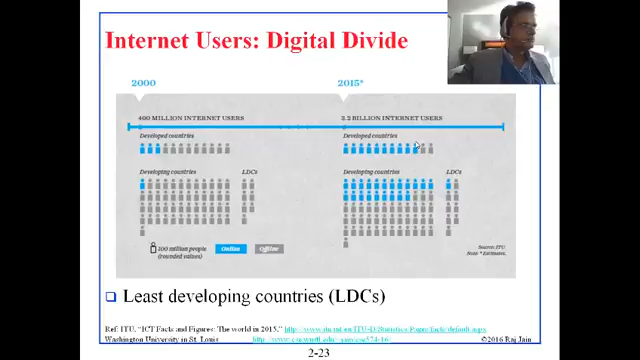 Internet Users: Digital Divide
2000
2015*
400 MILLION INTERNET USERS
3.2 BILLION INTERNET USERS
Developed countries
Developed countries
Developing countries
LDCs
Developing countries
LDCs
100 million people
(rounded values)
Online
Offline
Source: ITU
Note: * Estimates
Least developing countries (LDCs)
Ref: ITU, "ICT Facts and Figures: The world in 2015,"
Washington University in St. Louis
©2016 Raj Jain
2-23